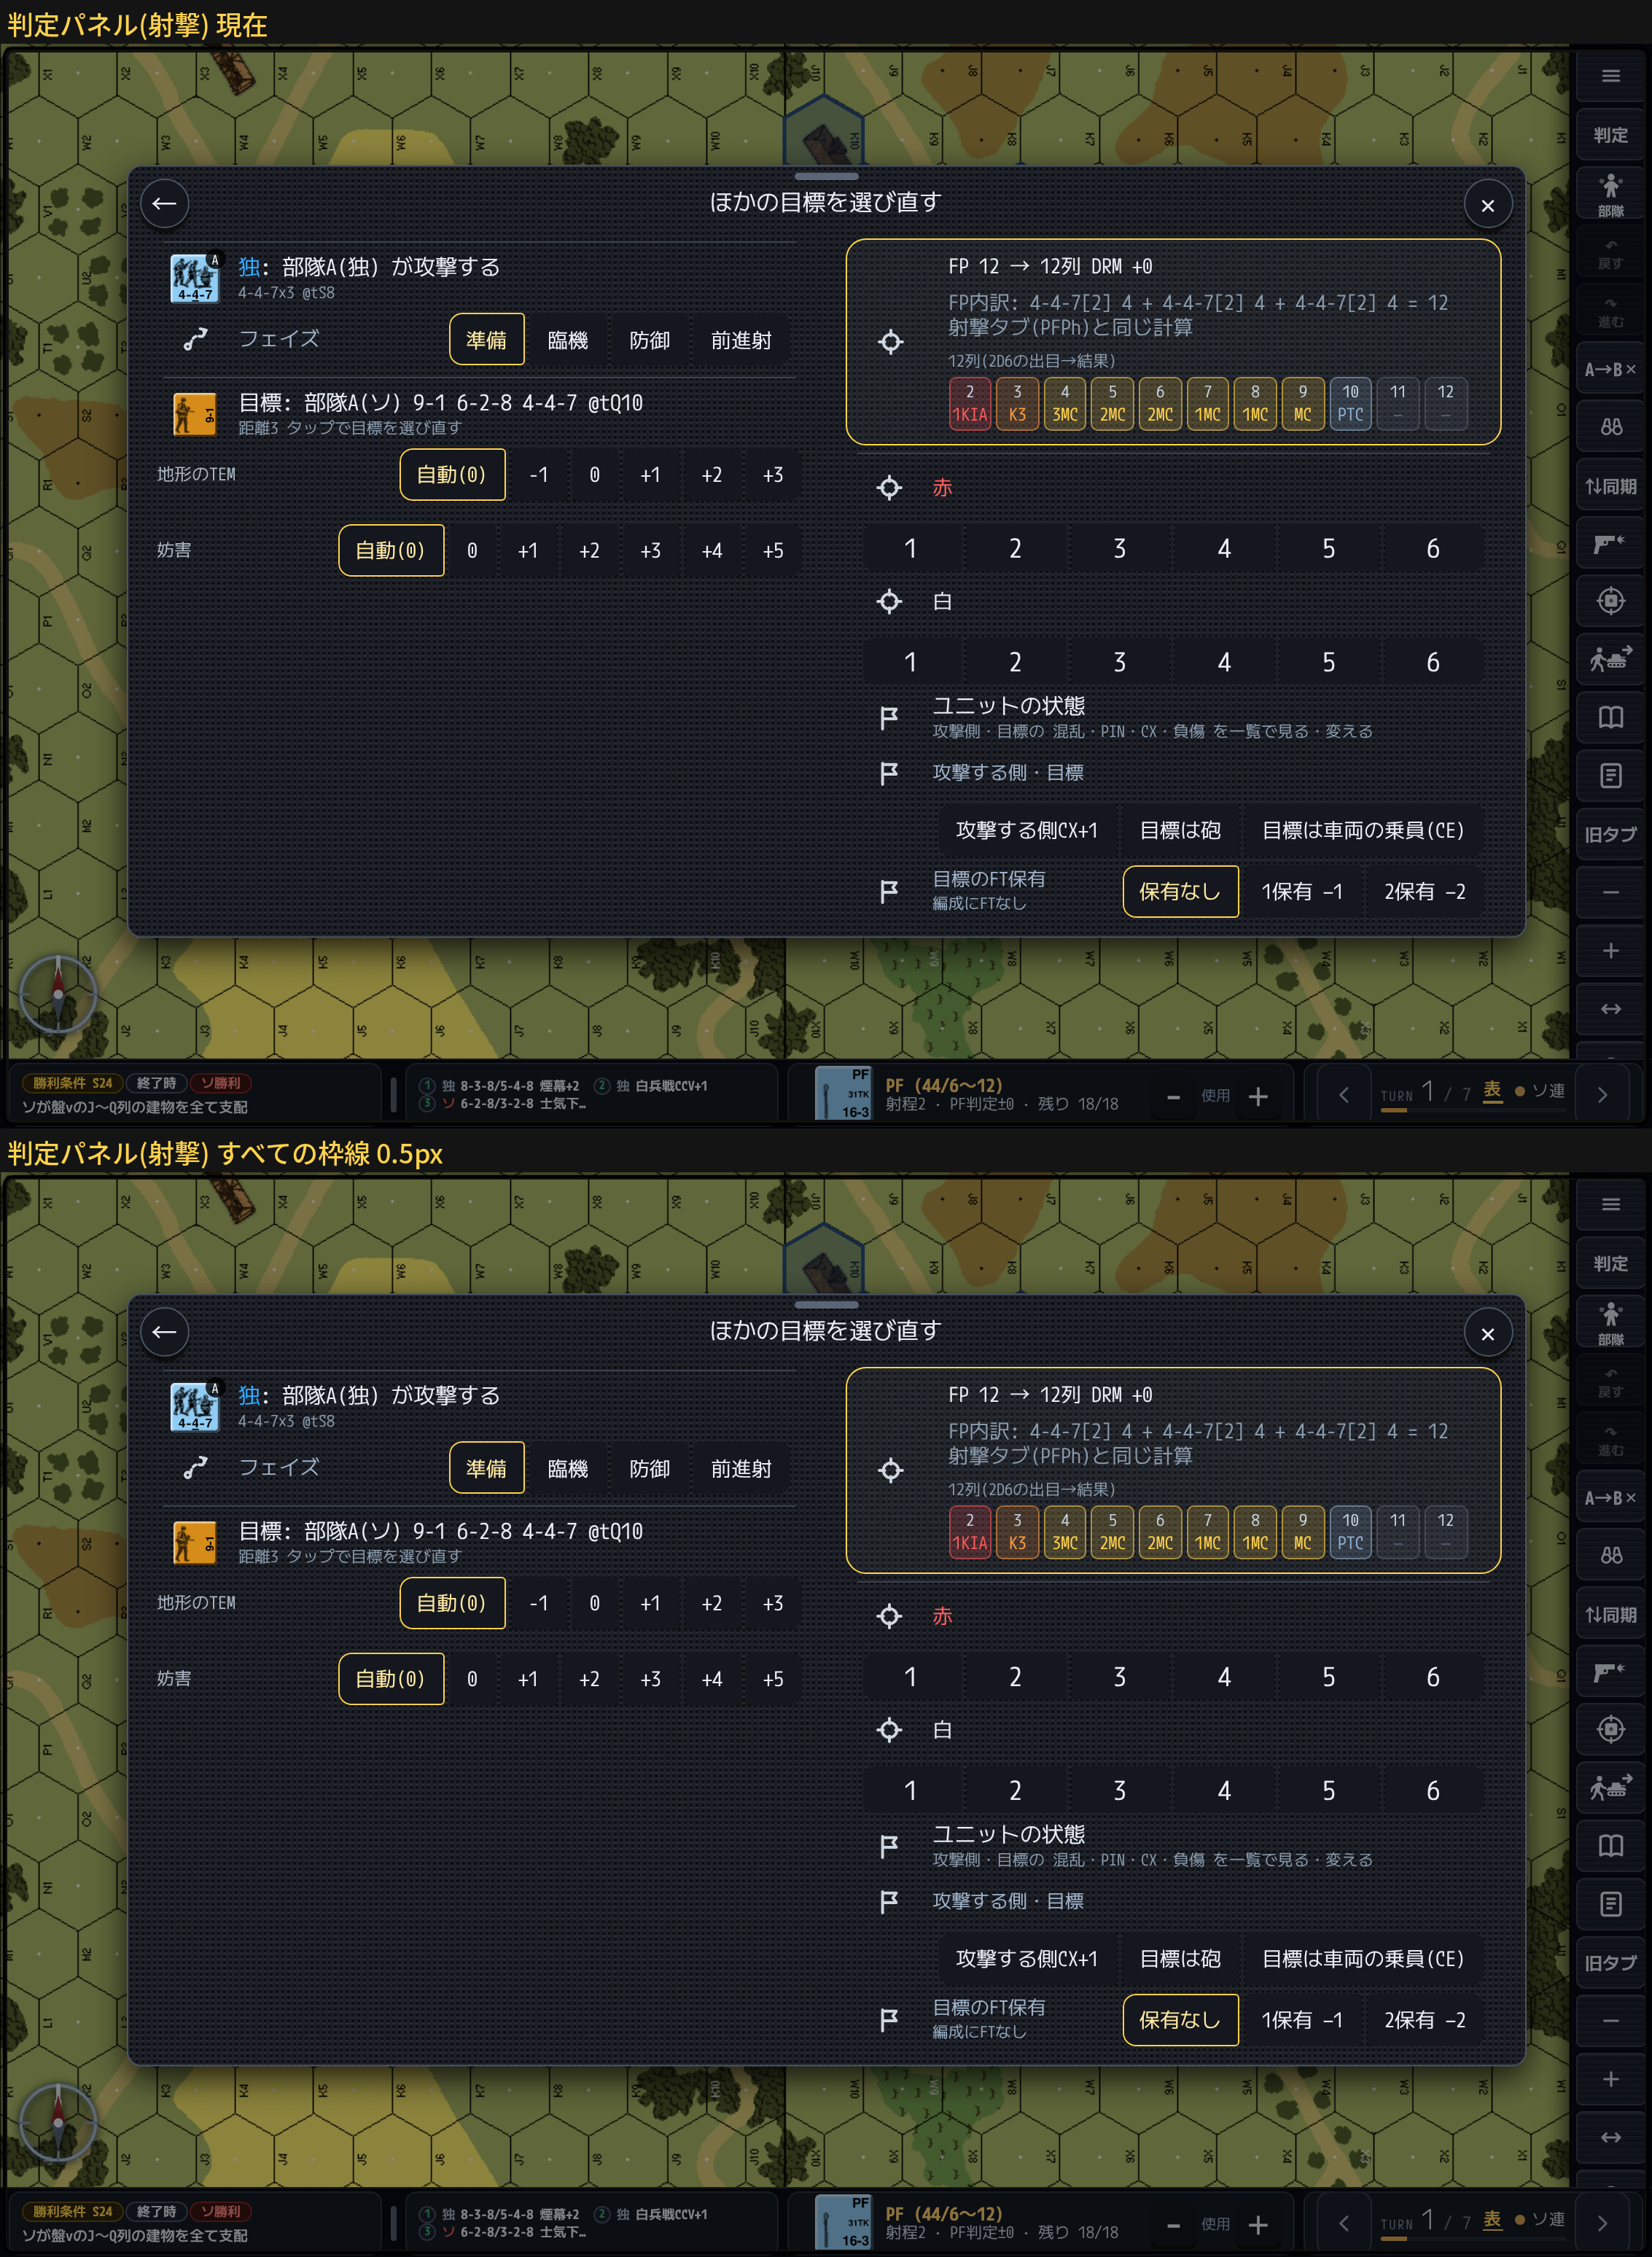 判定パネル(射撃) 現在
ほかの目標を選び直す
独: 部隊A(独) が攻撃する
4-4-7x3 @tS8
A
4-4-7
フェイズ 準備 臨機 防御 前進射
目標: 部隊A(ソ) 9-1 6-2-8 4-4-7 @tQ10
距離3 タップで目標を選び直す
9-1
地形のTEM 自動(0) -1 0 +1 +2 +3
妨害 自動(0) 0 +1 +2 +3 +4 +5
FP 12 → 12列 DRM +0
FP内訳: 4-4-7[2] 4 + 4-4-7[2] 4 + 4-4-7[2] 4 = 12
射撃タブ(PFPh)と同じ計算
12列(2D6の出目→結果)
2 3 4 5 6 7 8 9 10 11 12
1KIA K3 3MC 2MC 2MC 1MC 1MC MC PTC — —
赤
1 2 3 4 5 6
白
1 2 3 4 5 6
ユニットの状態
攻撃側・目標の 混乱・PIN・CX・負傷 を一覧で見る・変える
攻撃する側・目標
攻撃する側CX+1 目標は砲 目標は車両の乗員(CE)
目標のFT保有
編成にFTなし
保有なし 1保有 −1 2保有 −2
判定
部隊
戻す
進む
A→B×
⇅同期
旧タブ
−
+
↔
勝利条件 S24 終了時 ソ勝利
ソが盤vのJ〜Q列の建物を全て支配
1 独 8-3-8/5-4-8 煙幕+2 2 独 白兵戦CCV+1
3 ソ 6-2-8/3-2-8 士気下…
PF
31TK
16-3
PF (44/6〜12)
射程2 · PF判定±0 · 残り 18/18
− 使用 +
TURN 1 / 7 表 ソ連
判定パネル(射撃) すべての枠線 0.5px
ほかの目標を選び直す
独: 部隊A(独) が攻撃する
4-4-7x3 @tS8
A
4-4-7
フェイズ 準備 臨機 防御 前進射
目標: 部隊A(ソ) 9-1 6-2-8 4-4-7 @tQ10
距離3 タップで目標を選び直す
9-1
地形のTEM 自動(0) -1 0 +1 +2 +3
妨害 自動(0) 0 +1 +2 +3 +4 +5
FP 12 → 12列 DRM +0
FP内訳: 4-4-7[2] 4 + 4-4-7[2] 4 + 4-4-7[2] 4 = 12
射撃タブ(PFPh)と同じ計算
12列(2D6の出目→結果)
2 3 4 5 6 7 8 9 10 11 12
1KIA K3 3MC 2MC 2MC 1MC 1MC MC PTC — —
赤
1 2 3 4 5 6
白
1 2 3 4 5 6
ユニットの状態
攻撃側・目標の 混乱・PIN・CX・負傷 を一覧で見る・変える
攻撃する側・目標
攻撃する側CX+1 目標は砲 目標は車両の乗員(CE)
目標のFT保有
編成にFTなし
保有なし 1保有 −1 2保有 −2
判定
部隊
戻す
進む
A→B×
⇅同期
旧タブ
−
+
↔
勝利条件 S24 終了時 ソ勝利
ソが盤vのJ〜Q列の建物を全て支配
1 独 8-3-8/5-4-8 煙幕+2 2 独 白兵戦CCV+1
3 ソ 6-2-8/3-2-8 士気下…
PF
31TK
16-3
PF (44/6〜12)
射程2 · PF判定±0 · 残り 18/18
− 使用 +
TURN 1 / 7 表 ソ連